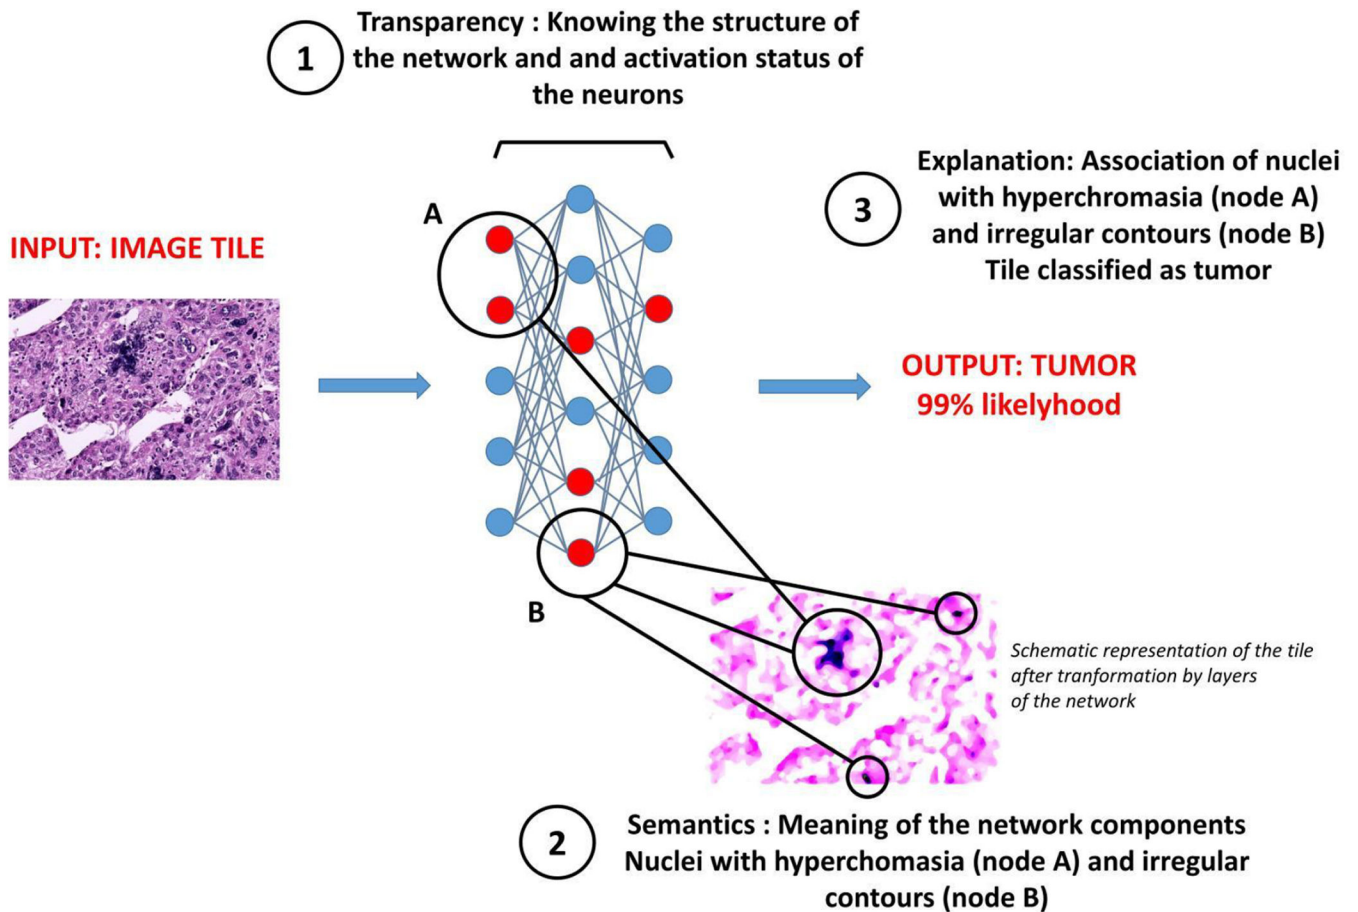 1
Transparency : Knowing the structure of
the network and and activation status of
the neurons
A
INPUT: IMAGE TILE
3
Explanation: Association of nuclei
with hyperchromasia (node A)
and irregular contours (node B)
Tile classified as tumor
OUTPUT: TUMOR
99% likelyhood
B
Schematic representation of the tile
after tranformation by layers
of the network
2
Semantics : Meaning of the network components
Nuclei with hyperchomasia (node A) and irregular
contours (node B)